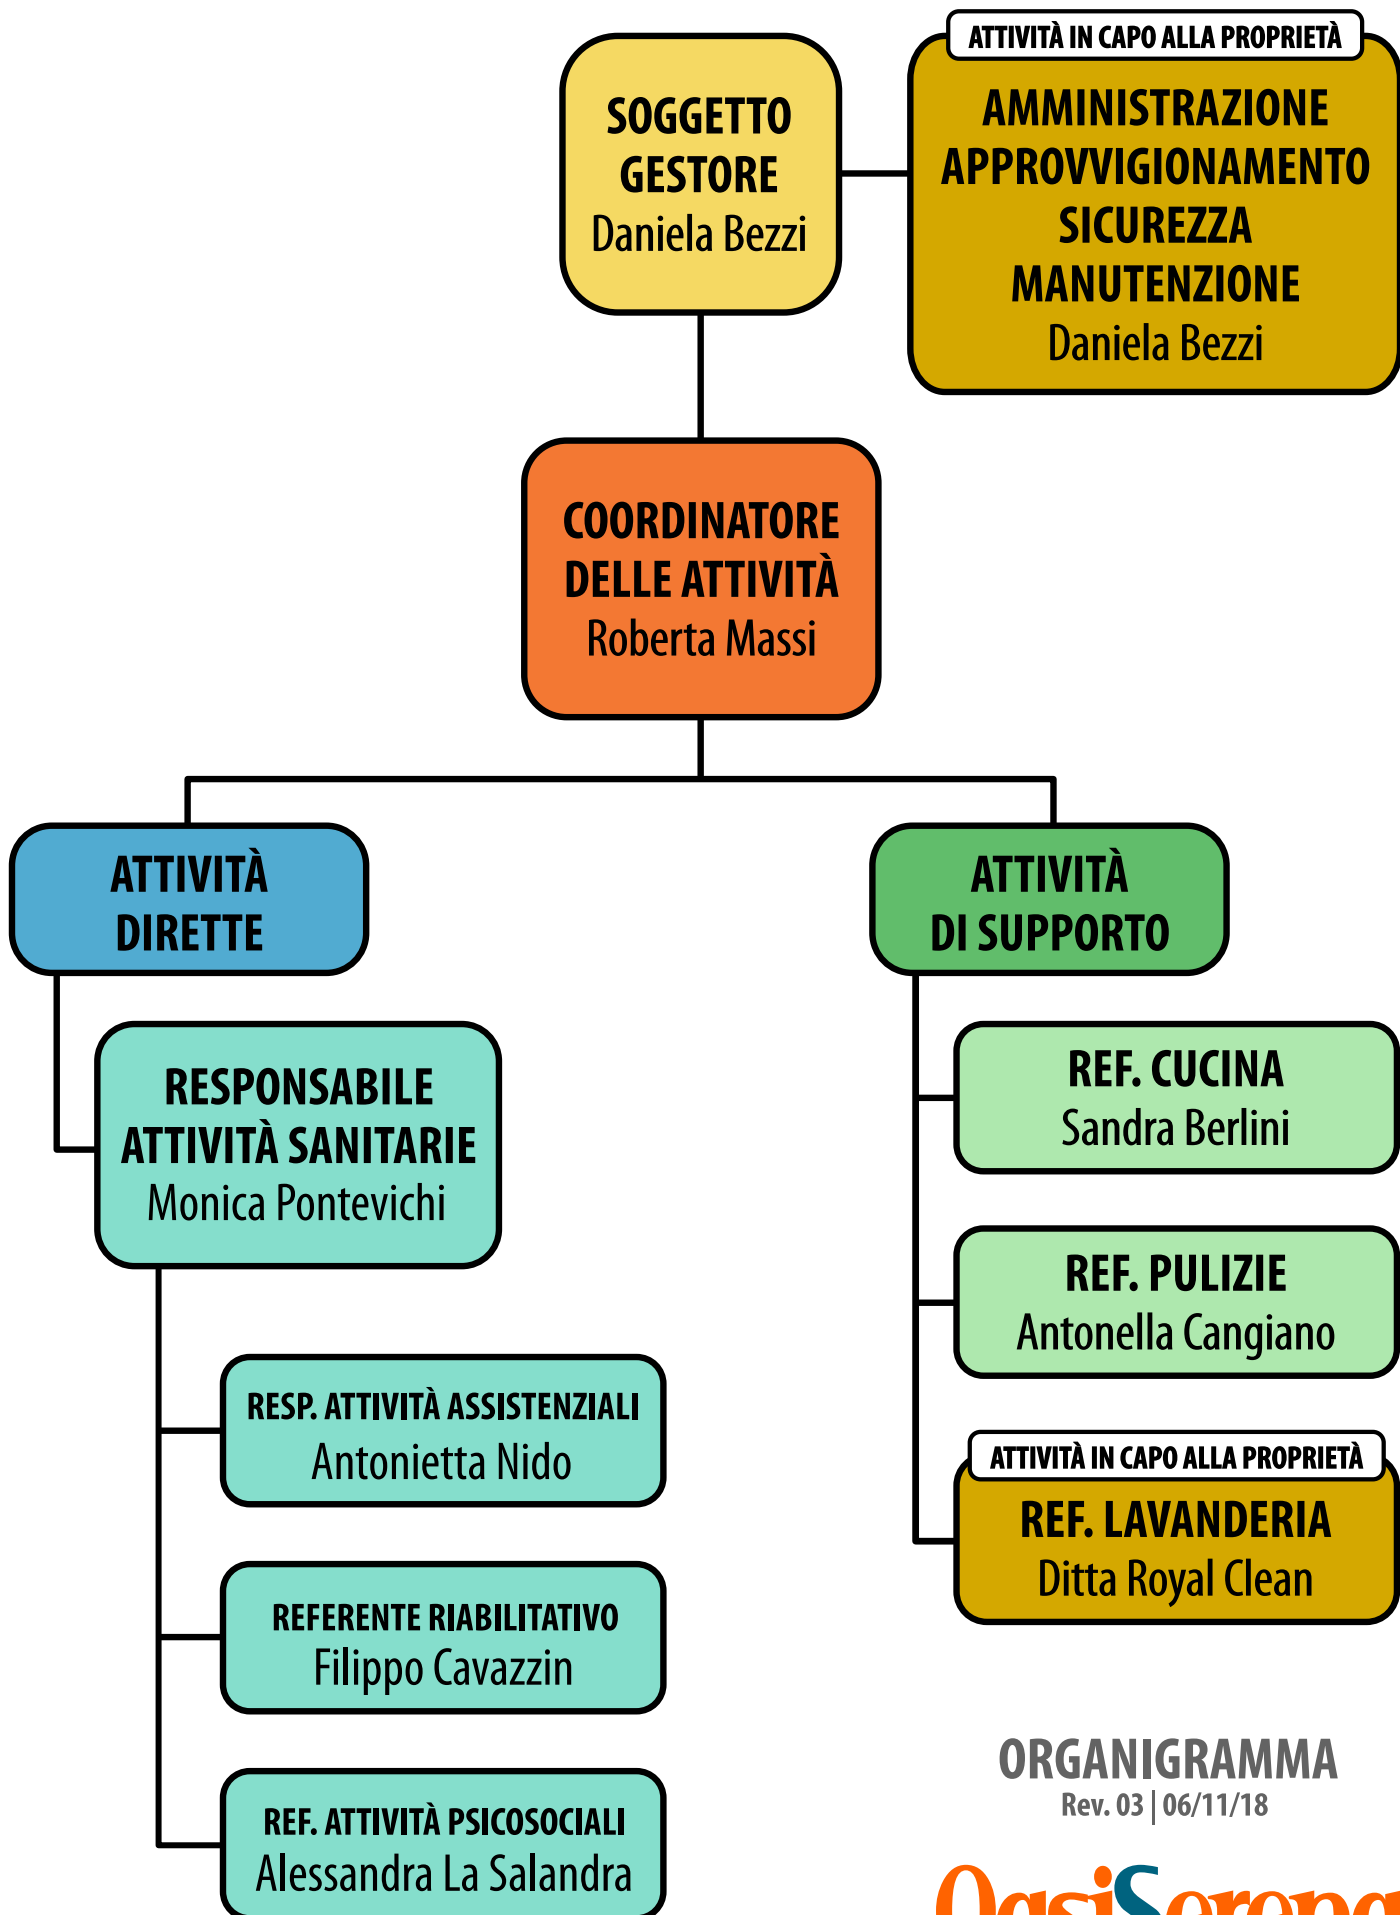 SOGGETTO
GESTORE
Daniela Bezzi
ATTIVITÀ IN CAPO ALLA PROPRIETÀ
AMMINISTRAZIONE
APPROVVIGIONAMENTO
SICUREZZA
MANUTENZIONE
Daniela Bezzi
COORDINATORE
DELLE ATTIVITÀ
Roberta Massi
ATTIVITÀ
DIRETTE
RESPONSABILE
ATTIVITÀ SANITARIE
Monica Pontevichi
RESP. ATTIVITÀ ASSISTENZIALI
Antonietta Nido
REFERENTE RIABILITATIVO
Filippo Cavazzin
REF. ATTIVITÀ PSICOSOCIALI
Alessandra La Salandra
ATTIVITÀ
DI SUPPORTO
REF. CUCINA
Sandra Berlini
REF. PULIZIE
Antonella Cangiano
ATTIVITÀ IN CAPO ALLA PROPRIETÀ
REF. LAVANDERIA
Ditta Royal Clean
ORGANIGRAMMA
Rev. 03 | 06/11/18
OasiSerena